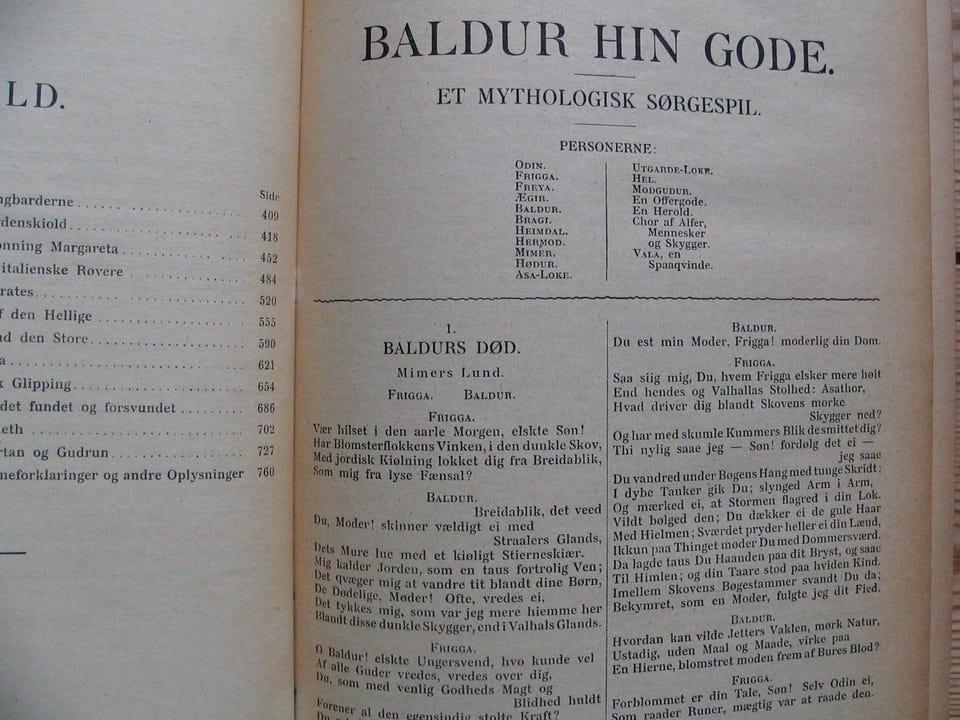 LD.
Side
ngbarderne . . . . . . . . . . 409
rdenskiold . . . . . . . . . . 418
onning Margareta . . . . . . . . . . 452
italienske Røvere . . . . . . . . . . 484
rates. . . . . . . . . . 520
f den Hellige . . . . . . . . . . 555
nd den Store. . . . . . . . . . 590
a . . . . . . . . . . 621
k Glipping. . . . . . . . . . 654
det fundet og forsvundet . . . . . . . . . . 686
eth . . . . . . . . . . 702
rtan og Gudrun. . . . . . . . . . 727
neforklaringer og andre Oplysninger 760
BALDUR HIN GODE.
ET MYTHOLOGISK SØRGESPIL.
PERSONERNE:
ODIN.
FRIGGA.
FREYA.
ÆGIR.
BALDUR.
BRAGI.
HEIMDAL.
HERMOD.
MIMER.
HØDUR.
ASA-LOKE.
UTGARDE-LOKE.
HEL.
MODGUDUR.
En Offergode.
En Herold.
Chor af Alfer,
Mennesker
og Skygger.
VALA, en
Spaaqvinde.
1.
BALDURS DØD.
Mimers Lund.
FRIGGA. BALDUR.
FRIGGA.
Vær hilset i den aarle Morgen, elskte Søn!
Har Blomsterflokkens Vinken, i den dunkle Skov,
Med jordisk Kiølning lokket dig fra Breidablik,
Som mig fra lyse Fænsal?
BALDUR.
Breidablik, det veed
Du, Moder! skinner vældigt ei med
Straalers Glands,
Dets Mure lue med et kiøligt Stierneskiær.
Mig kalder Jorden, som en taus fortrolig Ven;
Det qvæger mig at vandre tit blandt dine Børn,
De Dødelige, Moder! Ofte, vredes ei,
Det tykkes mig, som var jeg mere hiemme her
Blandt disse dunkle Skygger, end i Valhals Glands.
FRIGGA.
O Baldur! elskte Ungersvend, hvo kunde vel
Af alle Guder vredes, vredes over dig,
Du, som med venlig Godheds Magt og
Blidhed huldt
Forener al den egensindig stolte Kraft?
BALDUR.
Du est min Moder, Frigga! moderlig din Dom.
FRIGGA.
Saa siig mig, Du, hvem Frigga elsker mere høit
End hendes og Valhallas Stolhed: Asathor,
Hvad driver dig blandt Skovens mørke
Skygger ned?
Og har med skumle Kummers Blik desmittet dig?
Thi nylig saae jeg — Søn! fordølg det ei —
jeg saae
Du vandred under Bøgens Hang med tunge Skridt;
I dybe Tanker gik Du; slynged Arm i Arm,
Og mærked ei, at Stormen flagred i din Lok.
Vildt bølged den; Du dækker ei de gule Haar
Med Hielmen; Sværdet pryder heller ei din Lænd,
Ikkun paa Thinget møder Du med Dommersværd.
Da lagde taus Du Haanden paa dit Bryst, og saae
Til Himlen; og din Taare stod paa hviden Kind.
Imellem Skovens Bøgestammer svandt Du da;
Bekymret, som en Moder, fulgte jeg dit Fied.
BALDUR.
Hvordan kan vilde Jetters Vaklen, mørk Natur,
Ustadig, uden Maal og Maade, virke paa
En Hierne, blomstret moden frem af Bures Blod?
FRIGGA.
Forblommet er din Tale, Søn! Selv Odin ei,
Som raader Runer, mægtig var at raade den.